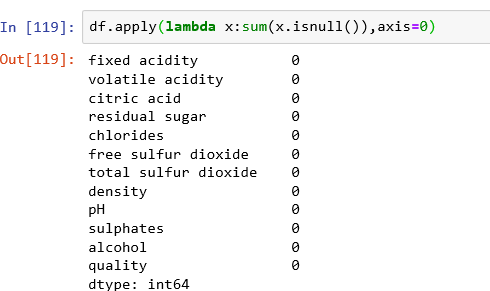 In [119]: df.apply(lambda x:sum(x.isnull()),axis=0)
Out[119]: fixed acidity 0
volatile acidity 0
citric acid 0
residual sugar 0
chlorides 0
free sulfur dioxide 0
total sulfur dioxide 0
density 0
pH 0
sulphates 0
alcohol 0
quality 0
dtype: int64